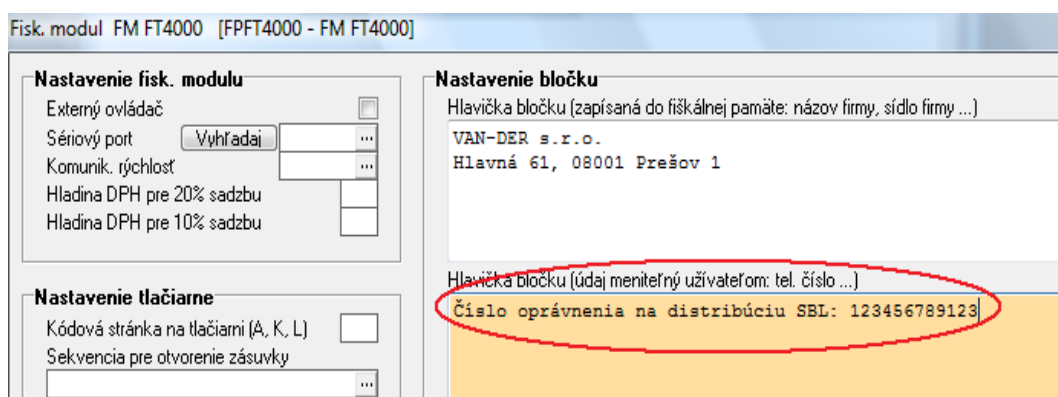 Fisk. modul FM FT4000 [FPFT4000 - FM FT4000]
Nastavenie fisk. modulu
Externý ovládač
Sériový port Vyhľadaj ...
Komunik. rýchlosť ...
Hladina DPH pre 20% sadzbu
Hladina DPH pre 10% sadzbu
Nastavenie tlačiarne
Kódová stránka na tlačiarni (A, K, L)
Sekvencia pre otvorenie zásuvky
...
Nastavenie bločku
Hlavička bločku (zapísaná do fiškálnej pamäte: názov firmy, sídlo firmy ...)
VAN-DER s.r.o.
Hlavná 61, 08001 Prešov 1
Hlavička bločku (údaj meniteľný užívateľom: tel. číslo ...)
Číslo oprávnenia na distribúciu SBL: 123456789123